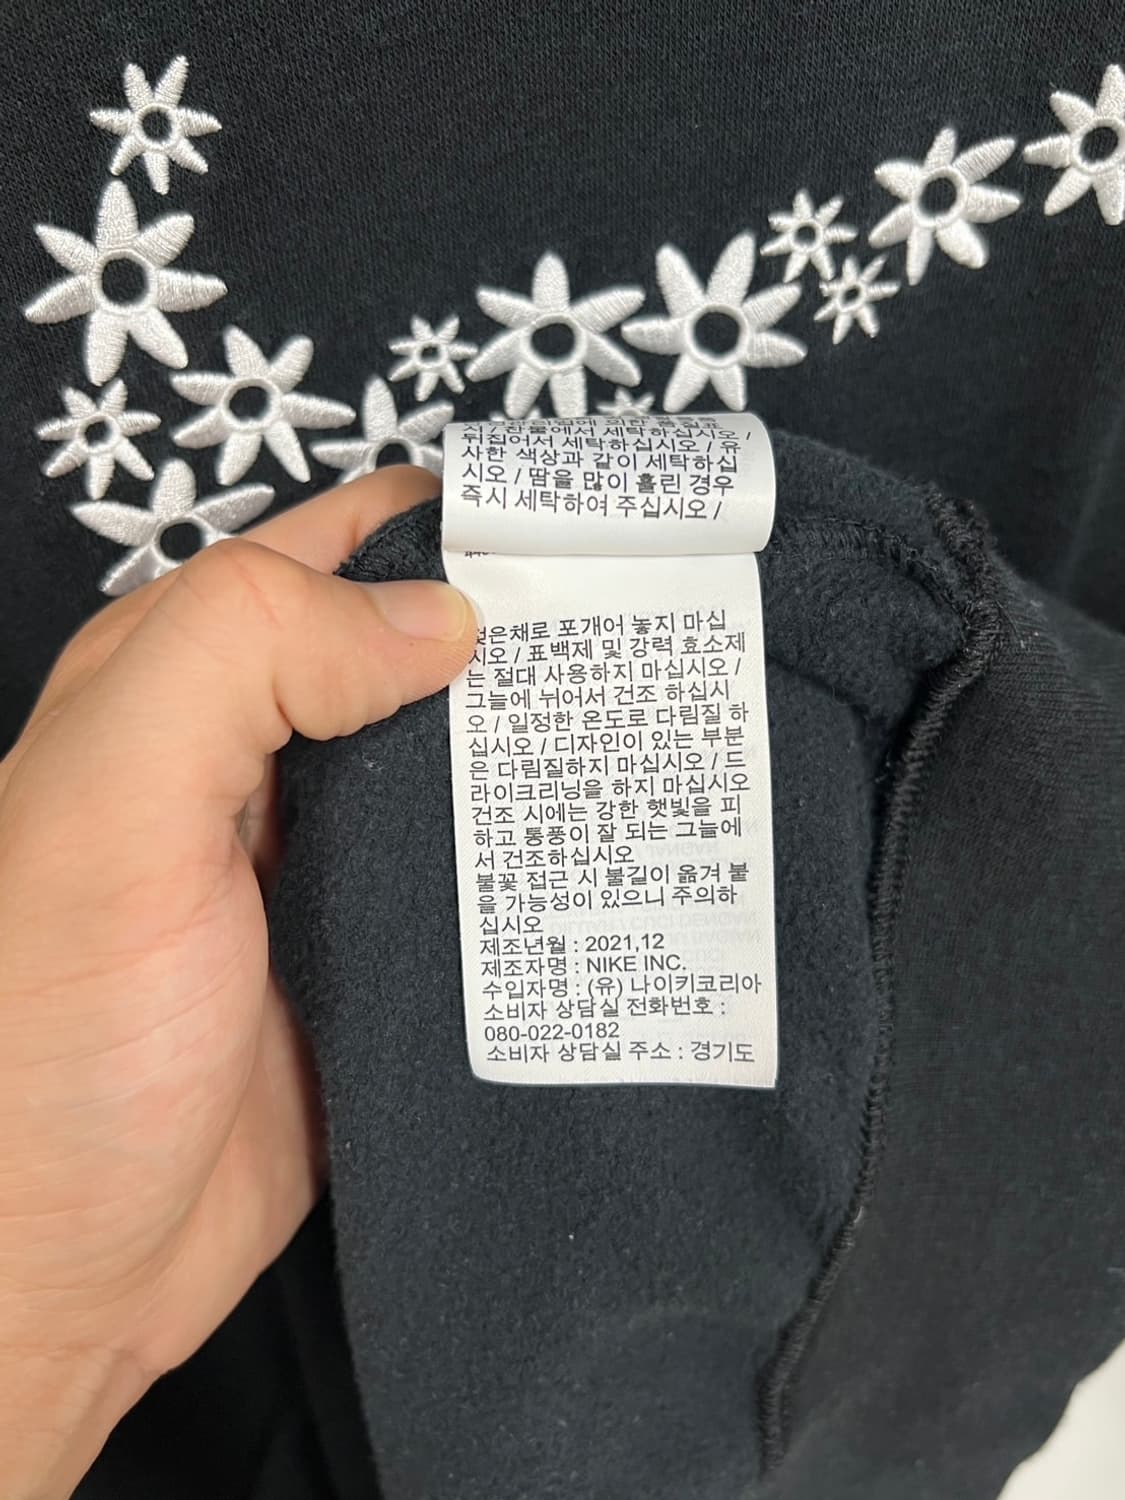 차 / 찬물에서 세탁하십시오 /
뒤집어서 세탁하십시오 / 유
사한 색상과 같이 세탁하십
시오 / 땀을 많이 흘린 경우
즉시 세탁하여 주십시오 /
젖은채로 포개어 놓지 마십
시오 / 표백제 및 강력 효소제
는 절대 사용하지 마십시오 /
그늘에 뉘어서 건조 하십시
오 / 일정한 온도로 다림질 하
십시오 / 디자인이 있는 부분
은 다림질하지 마십시오 / 드
라이크리닝을 하지 마십시오
건조 시에는 강한 햇빛을 피
하고 통풍이 잘 되는 그늘에
서 건조하십시오
불꽃 접근 시 불길이 옮겨 붙
을 가능성이 있으니 주의하
십시오
제조년월 : 2021,12
제조자명 : NIKE INC.
수입자명 : (유) 나이키코리아
소비자 상담실 전화번호 :
080-022-0182
소비자 상담실 주소 : 경기도